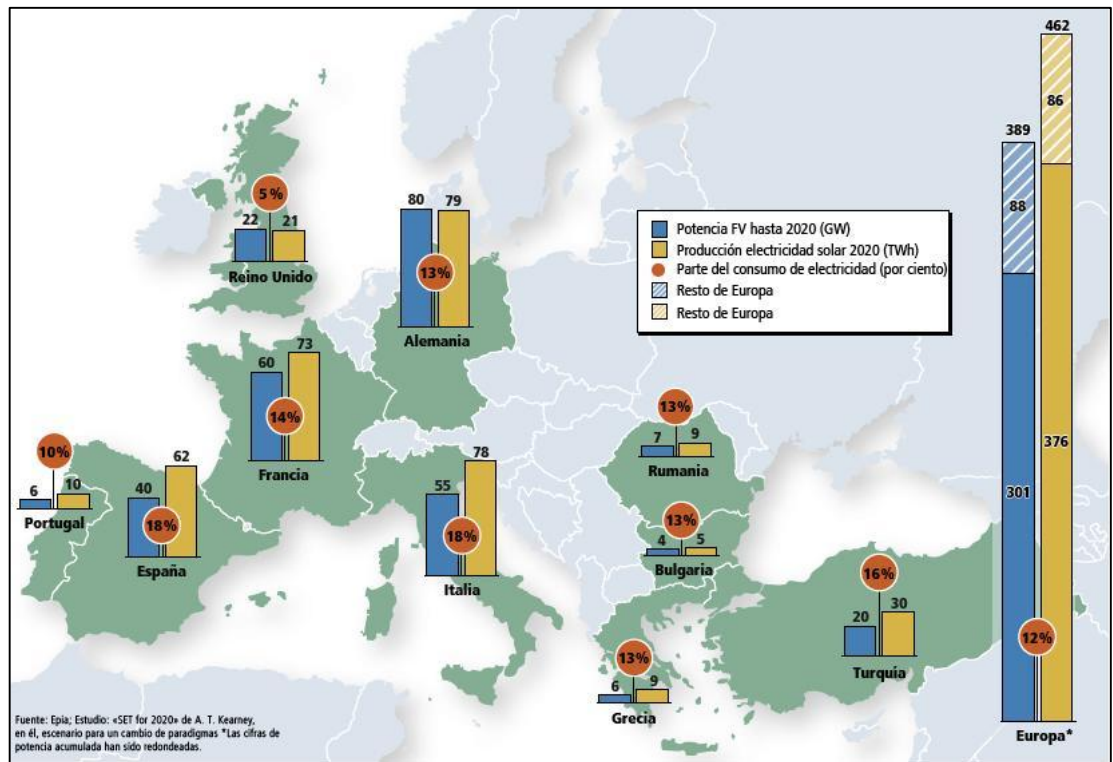 462
86
389
88
5 %
22 21
Reino Unido
80 79
13%
Alemania
Potencia FV hasta 2020 (GW)
Producción electricidad solar 2020 (TWh)
Parte del consumo de electricidad (por ciento)
Resto de Europa
Resto de Europa
60 73
14%
Francia
13%
7 9
Rumania
376
301
10%
6 10
Portugal
40 62
18%
España
55 78
18%
Italia
13%
4 5
Bulgaria
16%
20 30
Turquia
12%
13%
6 9
Grecia
Europa*
Fuente: Epia; Estudio: «SET for 2020» de A. T. Kearney,
en él, escenario para un cambio de paradigmas *Las cifras de
potencia acumulada han sido redondeadas.